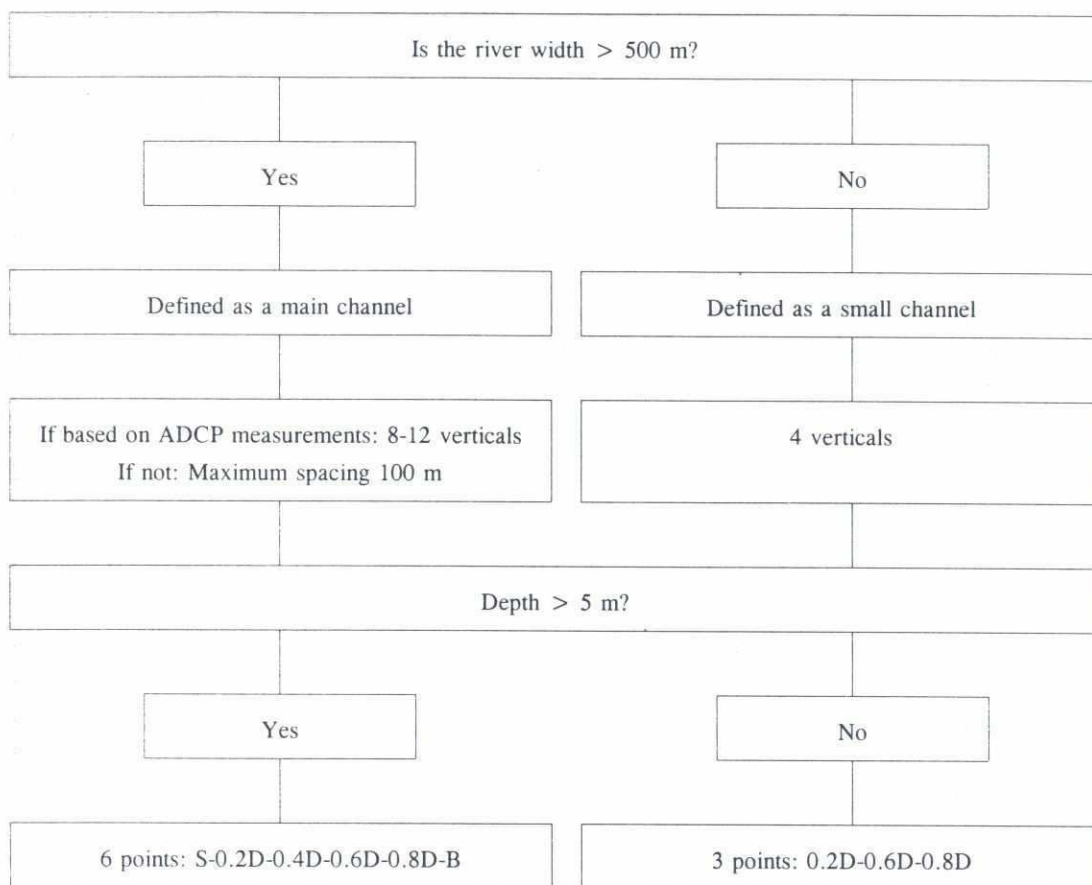 Is the river width > 500 m?
Yes
No
Defined as a main channel
Defined as a small channel
If based on ADCP measurements: 8-12 verticals
If not: Maximum spacing 100 m
4 verticals
Depth > 5 m?
Yes
No
6 points: S-0.2D-0.4D-0.6D-0.8D-B
3 points: 0.2D-0.6D-0.8D